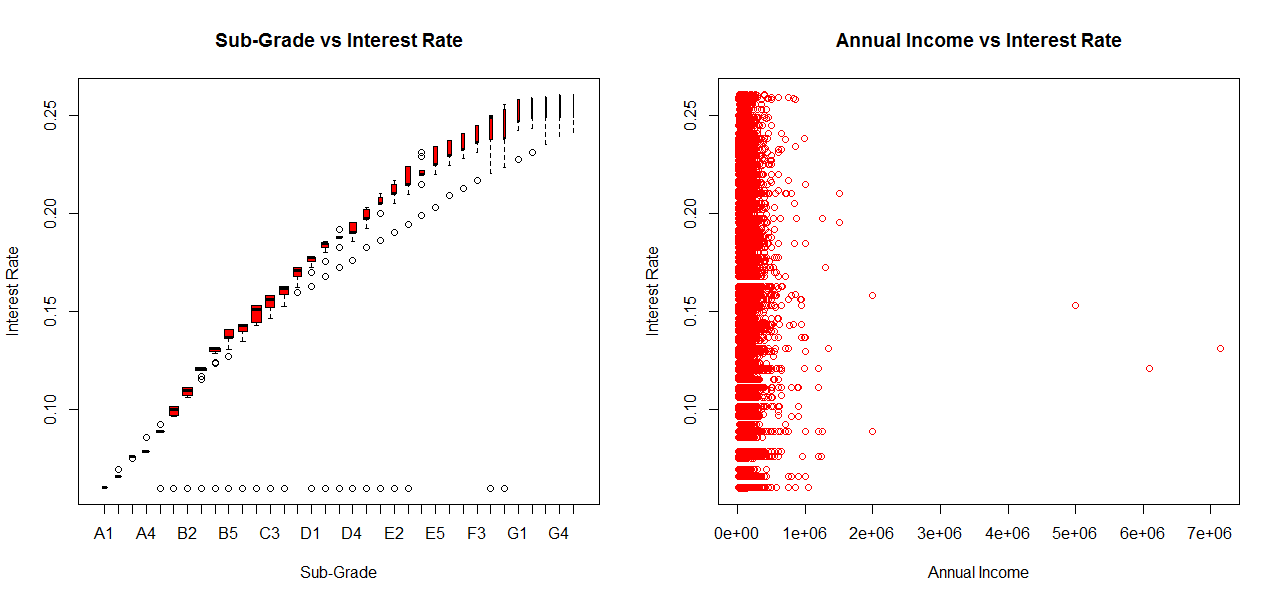 Sub-Grade vs Interest Rate
Interest Rate
0.25
0.20
0.15
0.10
A1 A4 B2 B5 C3 D1 D4 E2 E5 F3 G1 G4
Sub-Grade
Annual Income vs Interest Rate
Interest Rate
0.25
0.20
0.15
0.10
0e+00 1e+06 2e+06 3e+06 4e+06 5e+06 6e+06 7e+06
Annual Income